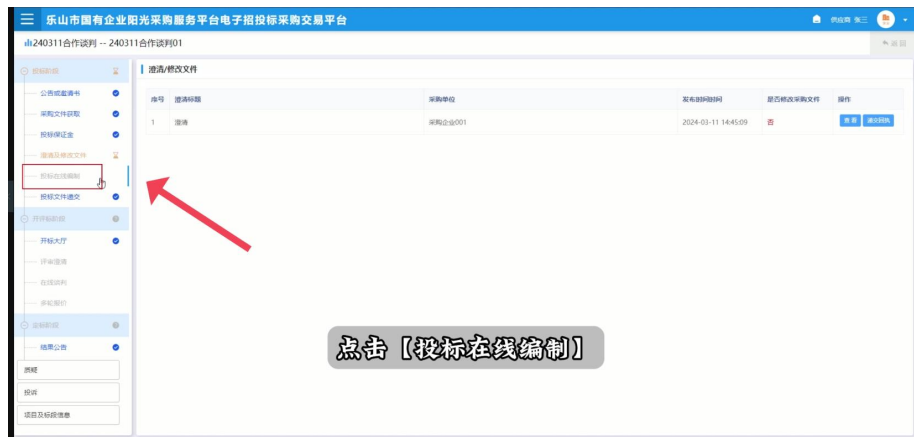 乐山市国有企业阳光采购服务平台电子招投标采购交易平台
供应商 张三
240311合作谈判 -- 240311合作谈判01
投标阶段
公告或邀请书
采购文件获取
投标保证金
澄清及修改文件
投标在线编制
投标文件递交
开评标阶段
开标大厅
评审澄清
在线谈判
多轮报价
定标阶段
结果公告
质疑
投诉
项目及标段信息
澄清/修改文件
序号 澄清标题 采购单位 发布时间时间 是否修改采购文件 操作
1 澄清 采购企业001 2024-03-11 14:45:09 否 查看 递交回执
点击【投标在线编制】